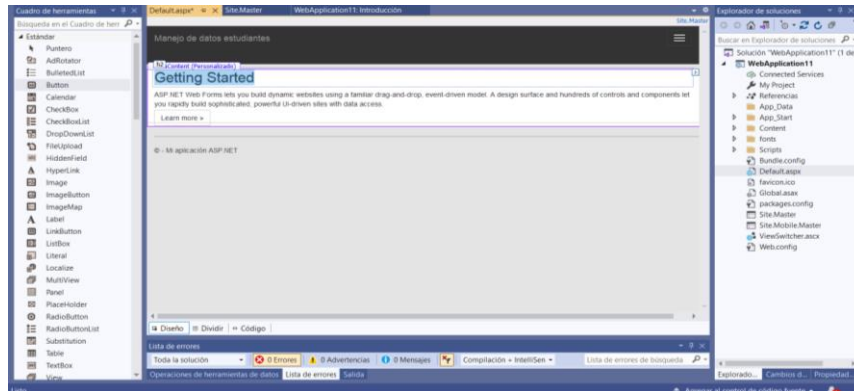 Cuadro de herramientas
Búsqueda en el Cuadro de herr
Estándar
Puntero
AdRotator
BulletedList
Button
Calendar
CheckBox
CheckBoxList
DropDownList
FileUpload
HiddenField
HyperLink
Image
ImageButton
ImageMap
Label
LinkButton
ListBox
Literal
Localize
MultiView
Panel
PlaceHolder
RadioButton
RadioButtonList
Substitution
Table
TextBox
View
Default.aspx*
Site.Master
WebApplication11: Introducción
Site.Master
Manejo de datos estudiantes
Content (Personalizado)
Getting Started
ASP.NET Web Forms lets you build dynamic websites using a familiar drag-and-drop, event-driven model. A design surface and hundreds of controls and components let
you rapidly build sophisticated, powerful UI-driven sites with data access.
Learn more »
© - Mi aplicación ASP.NET
Diseño Dividir Código
Lista de errores
Toda la solución 0 Errores 0 Advertencias 0 Mensajes Compilación + IntelliSen Lista de errores de búsqueda
Operaciones de herramientas de datos Lista de errores Salida
Explorador de soluciones
Buscar en Explorador de soluciones
Solución "WebApplication11" (1 de
WebApplication11
Connected Services
My Project
Referencias
App_Data
App_Start
Content
fonts
Scripts
Bundle.config
Default.aspx
favicon.ico
Global.asax
packages.config
Site.Master
Site.Mobile.Master
ViewSwitcher.ascx
Web.config
Explorado... Cambios d... Propiedad...
Listo
Agregar al control de código fuente